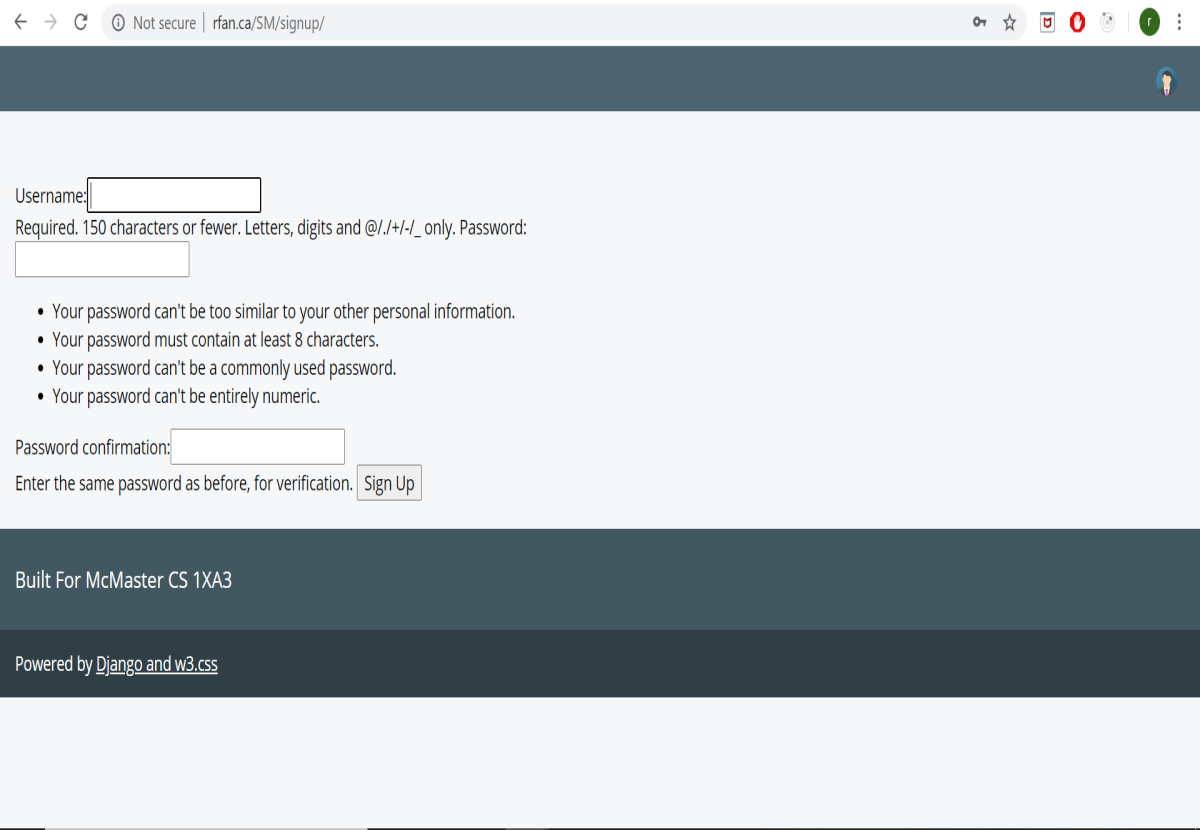 Not secure | rfan.ca/SM/signup/
r
Username:
Required. 150 characters or fewer. Letters, digits and @/./+/-/_ only. Password:
Your password can't be too similar to your other personal information.
Your password must contain at least 8 characters.
Your password can't be a commonly used password.
Your password can't be entirely numeric.
Password confirmation:
Enter the same password as before, for verification. Sign Up
Built For McMaster CS 1XA3
Powered by Django and w3.css